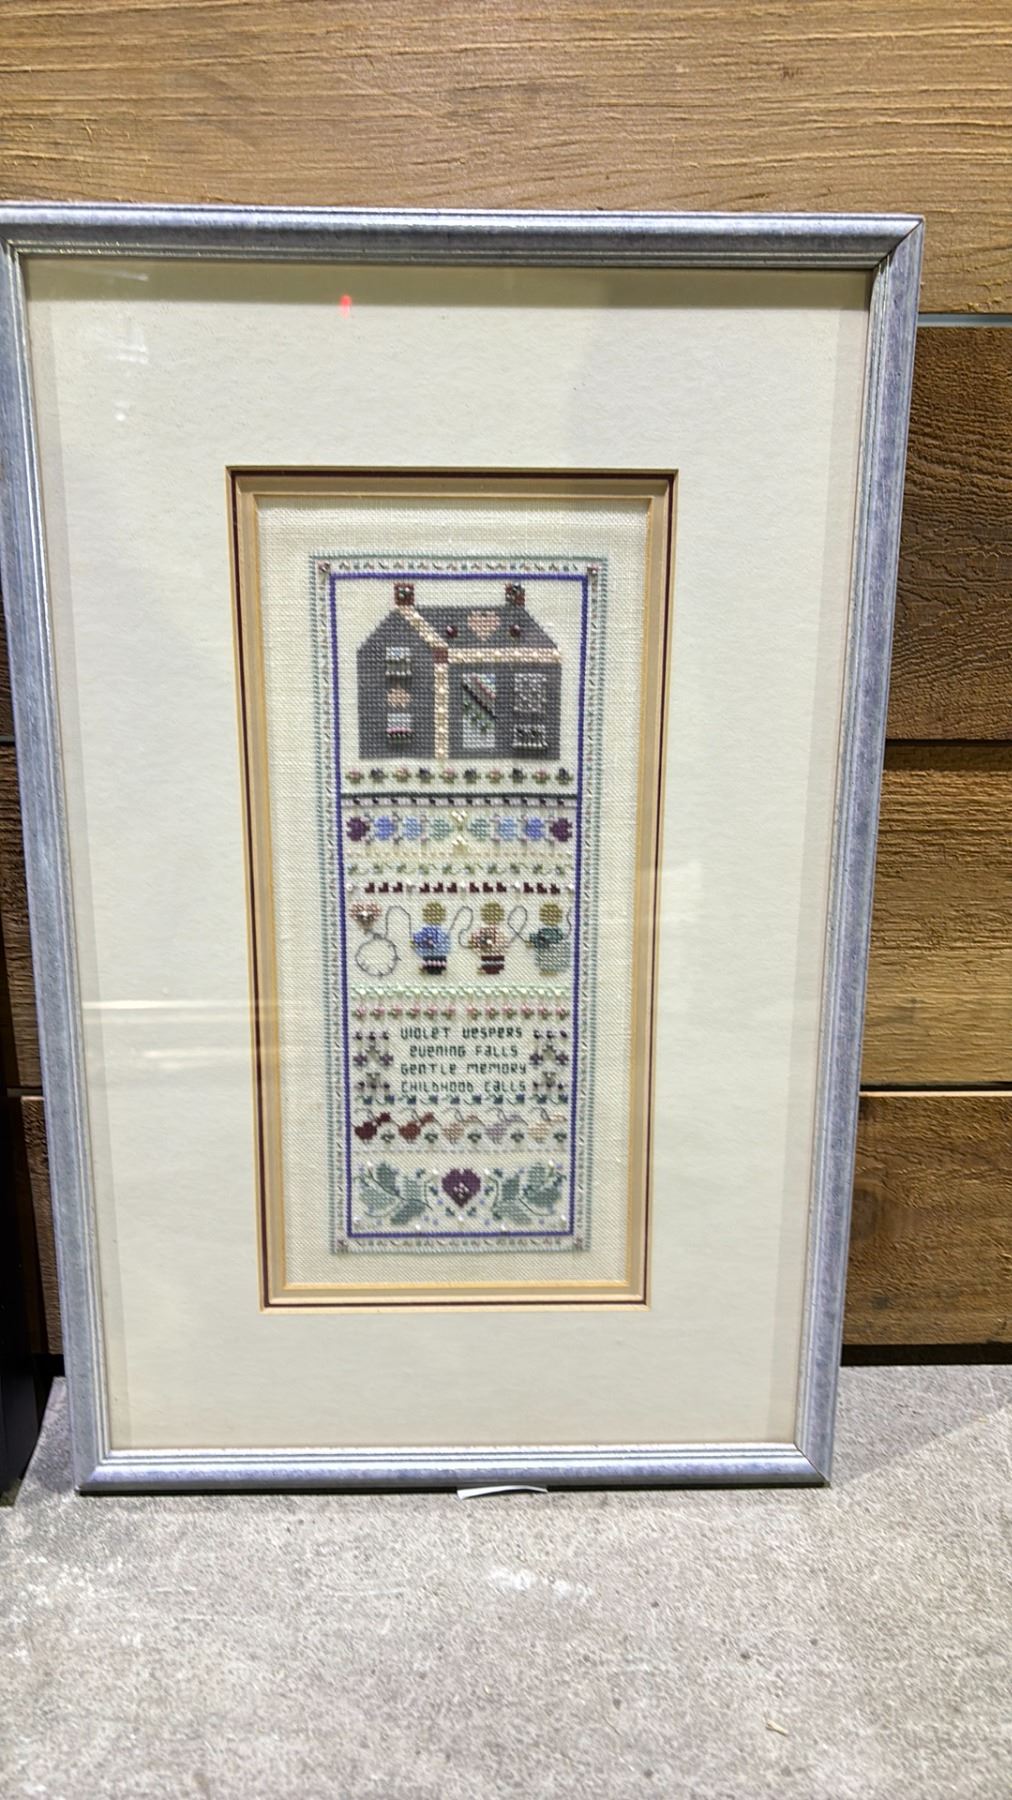 VIOLET VESPERS
EVENING FALLS
GENTLE MEMORY
CHILDHOOD CALLS